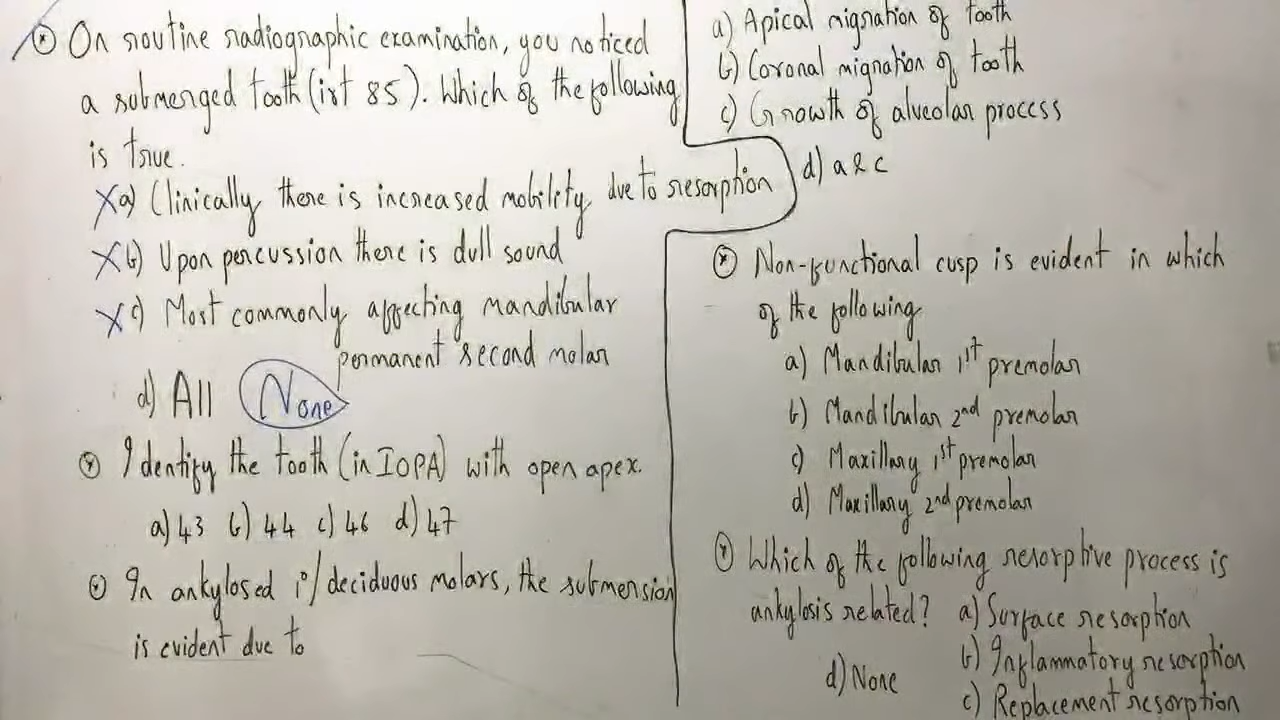 On routine radiographic examination, you noticed
a submerged tooth (ist 85). Which of the following
is true.
a) Clinically there is increased mobility due to resorption
b) Upon percussion there is dull sound
c) Most commonly affecting mandibular
permanent second molar
d) All None
Identify the tooth (in IOPA) with open apex.
a) 43 b) 44 c) 46 d) 47
In ankylosed 1°/deciduous molars, the submersion
is evident due to
a) Apical migration of tooth
b) Coronal migration of tooth
c) Growth of alveolar process
d) a & c
Non-functional cusp is evident in which
of the following
a) Mandibular 1st premolar
b) Mandibular 2nd premolar
c) Maxillary 1st premolar
d) Maxillary 2nd premolar
Which of the following resorptive process is
ankylosis related? a) Surface resorption
b) Inflammatory resorption
d) None c) Replacement resorption